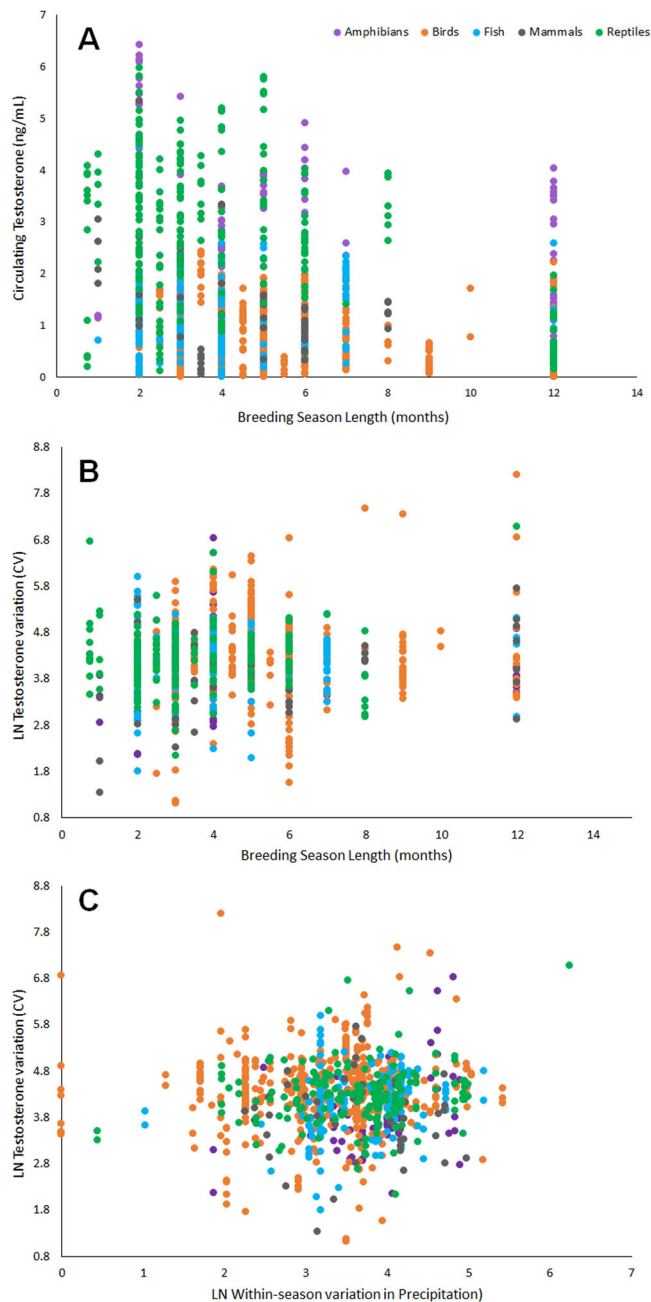 A
Amphibians Birds Fish Mammals Reptiles
Circulating Testosterone (ng/mL)
7
6
5
4
3
2
1
0
0 2 4 6 8 10 12 14
Breeding Season Length (months)
B
LN Testosterone variation (CV)
8.8
7.8
6.8
5.8
4.8
3.8
2.8
1.8
0.8
0 2 4 6 8 10 12 14
Breeding Season Length (months)
C
LN Testosterone variation (CV)
8.8
7.8
6.8
5.8
4.8
3.8
2.8
1.8
0.8
0 1 2 3 4 5 6 7
LN Within-season variation in Precipitation)